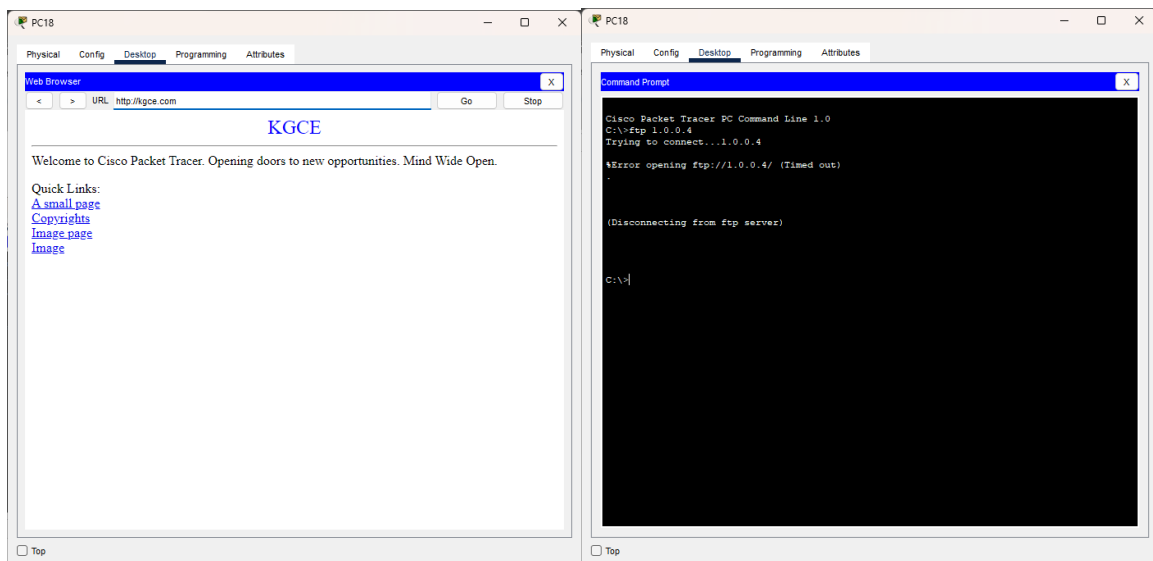 PC18
Physical Config Desktop Programming Attributes
Web Browser X
< > URL http://kgce.com Go Stop
KGCE
Welcome to Cisco Packet Tracer. Opening doors to new opportunities. Mind Wide Open.
Quick Links:
A small page
Copyrights
Image page
Image
Top
PC18
Physical Config Desktop Programming Attributes
Command Prompt X
Cisco Packet Tracer PC Command Line 1.0
C:\>ftp 1.0.0.4
Trying to connect...1.0.0.4
%Error opening ftp://1.0.0.4/ (Timed out)
.
(Disconnecting from ftp server)
C:\>
Top